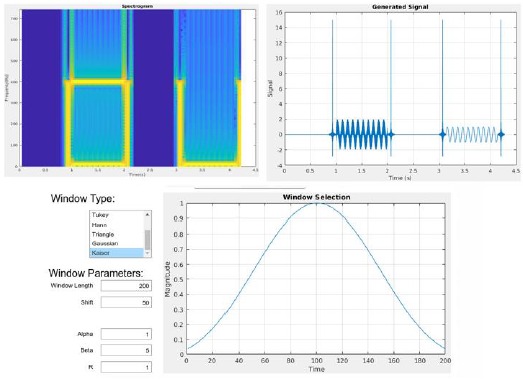 Spectrogram
Frequency(Hz)
Time(s)
0 0.5 1 1.5 2 2.5 3 3.5 4 4.5
Generated Signal
Signal
16
14
12
10
8
6
4
2
0
-2
-4
0 0.5 1 1.5 2 2.5 3 3.5 4 4.5
Time (s)
Window Type:
Tukey
Hann
Triangle
Gaussian
Kaiser
Window Parameters:
Window Length 200
Shift 50
Alpha 1
Beta
R 1
Window Selection
Magnitude
1
0.9
0.8
0.7
0.6
0.5
0.4
0.3
0.2
0.1
0
0 20 40 60 80 100 120 140 160 180 200
Time